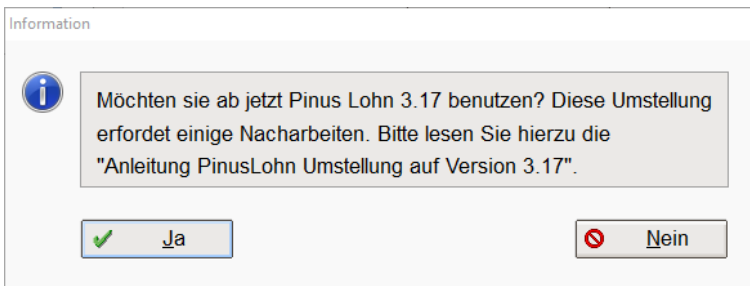 Information
Möchten sie ab jetzt Pinus Lohn 3.17 benutzen? Diese Umstellung
erfordet einige Nacharbeiten. Bitte lesen Sie hierzu die
"Anleitung PinusLohn Umstellung auf Version 3.17".
Ja
Nein